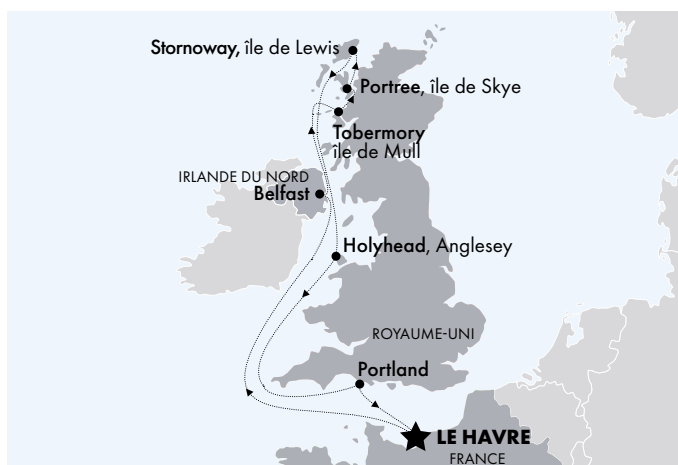 Stornoway, île de Lewis
Portree, île de Skye
Tobermory
île de Mull
IRLANDE DU NORD
Belfast
Holyhead, Anglesey
ROYAUME-UNI
Portland
LE HAVRE
FRANCE